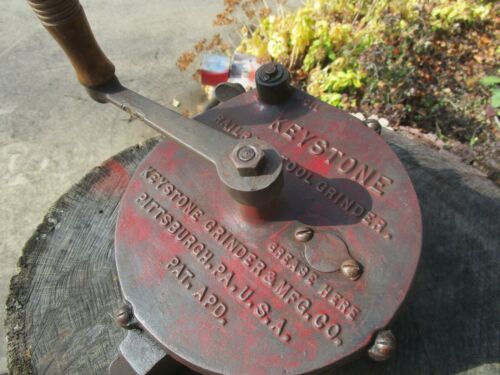 KEYSTONE
TOOL GRINDER.
GREASE HERE
KEYSTONE GRINDER & MFG. CO.
PITTSBURGH, PA. U.S.A.
PAT. APD.